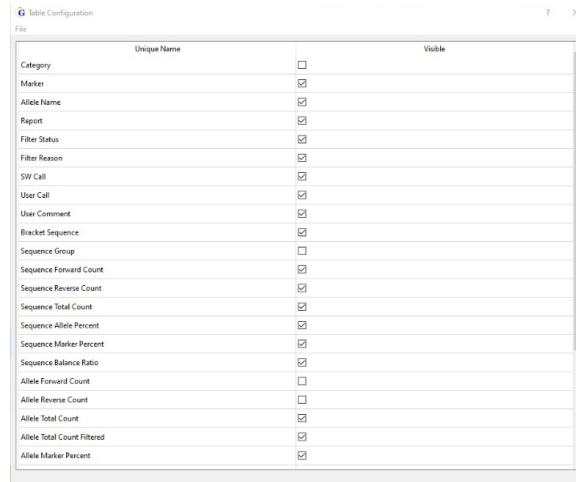 G Table Configuration ?
File
Unique Name Visible
Category
Marker
Allele Name
Report
Filter Status
Filter Reason
SW Call
User Call
User Comment
Bracket Sequence
Sequence Group
Sequence Forward Count
Sequence Reverse Count
Sequence Total Count
Sequence Allele Percent
Sequence Marker Percent
Sequence Balance Ratio
Allele Forward Count
Allele Reverse Count
Allele Total Count
Allele Total Count Filtered
Allele Marker Percent